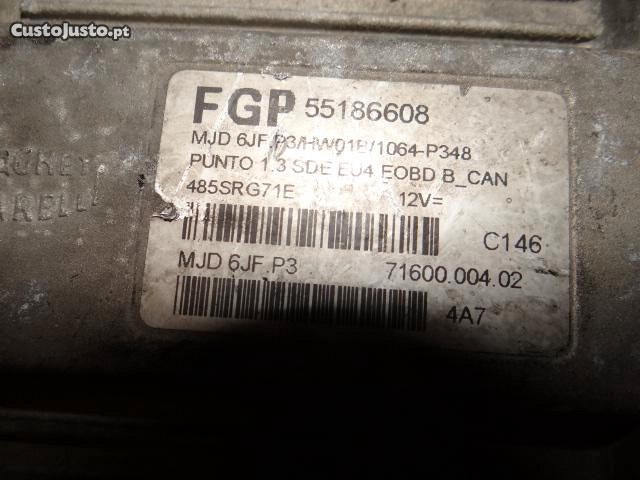 CustoJusto.pt
FGP 55186608
MJD 6JF.P3/HW01B/1064-P348
PUNTO 1.3 SDE EU4 EOBD B_CAN
485SRG71E 12V=
C146
MJD 6JF.P3 71600.004.02
4A7
ARELLI